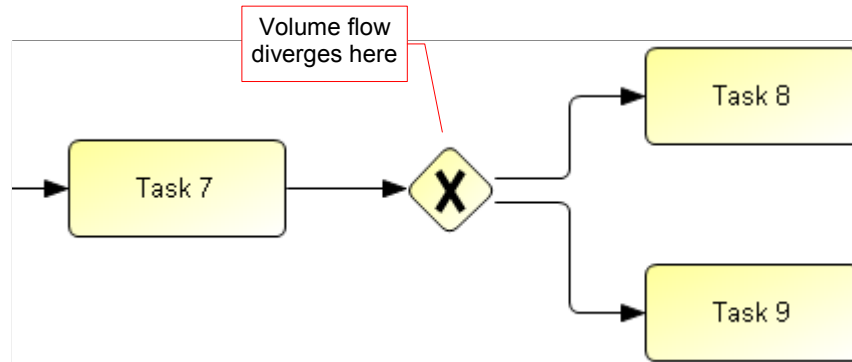 Volume flow
diverges here
Task 8
Task 7
X
Task 9